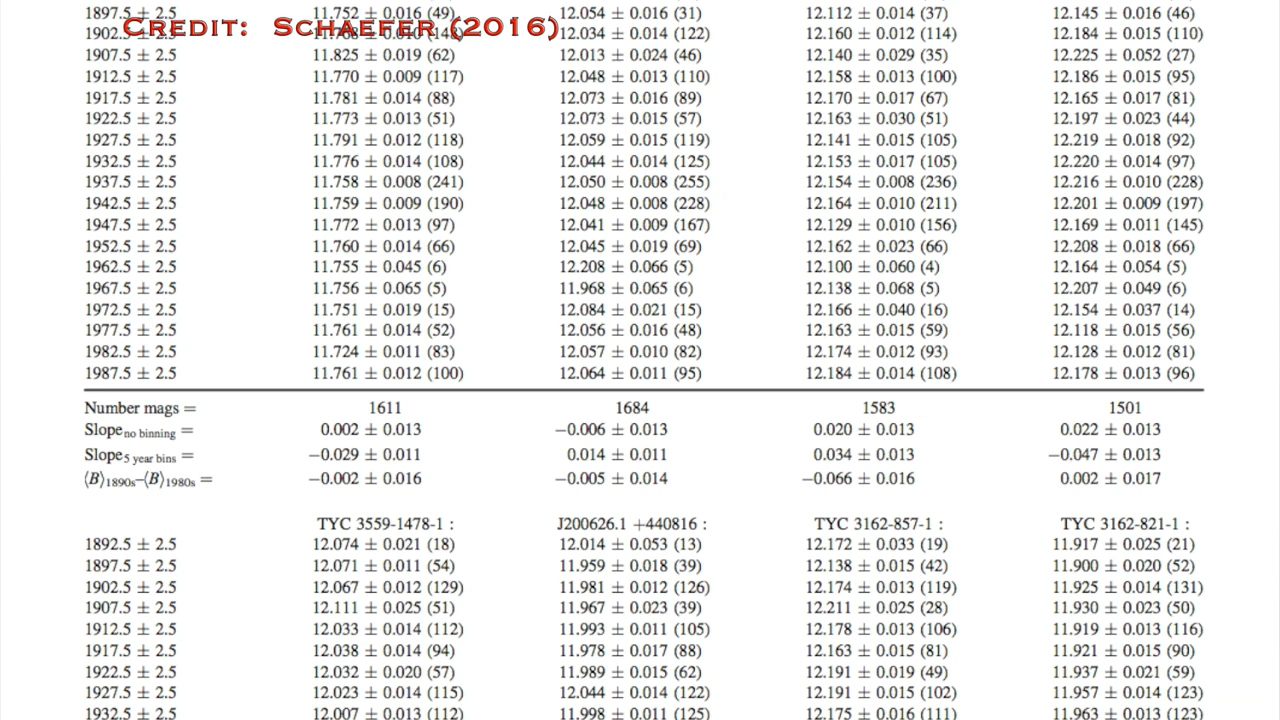 1897.5 ± 2.5 11.752 ± 0.016 (49) 12.054 ± 0.016 (31) 12.112 ± 0.014 (37) 12.145 ± 0.016 (46)
Credit: Schaefer (2016)
1902.5 ± 2.5 12.034 ± 0.014 (122) 12.160 ± 0.012 (114) 12.184 ± 0.015 (110)
1907.5 ± 2.5 11.825 ± 0.019 (62) 12.013 ± 0.024 (46) 12.140 ± 0.029 (35) 12.225 ± 0.052 (27)
1912.5 ± 2.5 11.770 ± 0.009 (117) 12.048 ± 0.013 (110) 12.158 ± 0.013 (100) 12.186 ± 0.015 (95)
1917.5 ± 2.5 11.781 ± 0.014 (88) 12.073 ± 0.016 (89) 12.170 ± 0.017 (67) 12.165 ± 0.017 (81)
1922.5 ± 2.5 11.773 ± 0.013 (51) 12.073 ± 0.015 (57) 12.163 ± 0.030 (51) 12.197 ± 0.023 (44)
1927.5 ± 2.5 11.791 ± 0.012 (118) 12.059 ± 0.015 (119) 12.141 ± 0.015 (105) 12.219 ± 0.018 (92)
1932.5 ± 2.5 11.776 ± 0.014 (108) 12.044 ± 0.014 (125) 12.153 ± 0.017 (105) 12.220 ± 0.014 (97)
1937.5 ± 2.5 11.758 ± 0.008 (241) 12.050 ± 0.008 (255) 12.154 ± 0.008 (236) 12.216 ± 0.010 (228)
1942.5 ± 2.5 11.759 ± 0.009 (190) 12.048 ± 0.008 (228) 12.164 ± 0.010 (211) 12.201 ± 0.009 (197)
1947.5 ± 2.5 11.772 ± 0.013 (97) 12.041 ± 0.009 (167) 12.129 ± 0.010 (156) 12.169 ± 0.011 (145)
1952.5 ± 2.5 11.760 ± 0.014 (66) 12.045 ± 0.019 (69) 12.162 ± 0.023 (66) 12.208 ± 0.018 (66)
1962.5 ± 2.5 11.755 ± 0.045 (6) 12.208 ± 0.066 (5) 12.100 ± 0.060 (4) 12.164 ± 0.054 (5)
1967.5 ± 2.5 11.756 ± 0.065 (5) 11.968 ± 0.065 (6) 12.138 ± 0.068 (5) 12.207 ± 0.049 (6)
1972.5 ± 2.5 11.751 ± 0.019 (15) 12.084 ± 0.021 (15) 12.166 ± 0.040 (16) 12.154 ± 0.037 (14)
1977.5 ± 2.5 11.761 ± 0.014 (52) 12.056 ± 0.016 (48) 12.163 ± 0.015 (59) 12.118 ± 0.015 (56)
1982.5 ± 2.5 11.724 ± 0.011 (83) 12.057 ± 0.010 (82) 12.174 ± 0.012 (93) 12.128 ± 0.012 (81)
1987.5 ± 2.5 11.761 ± 0.012 (100) 12.064 ± 0.011 (95) 12.184 ± 0.014 (108) 12.178 ± 0.013 (96)
Number mags = 1611 1684 1583 1501
Slope no binning = 0.002 ± 0.013 −0.006 ± 0.013 0.020 ± 0.013 0.022 ± 0.013
Slope 5 year bins = −0.029 ± 0.011 0.014 ± 0.011 0.034 ± 0.013 −0.047 ± 0.013
⟨B⟩1890s–⟨B⟩1980s = −0.002 ± 0.016 −0.005 ± 0.014 −0.066 ± 0.016 0.002 ± 0.017
TYC 3559-1478-1 : J200626.1 +440816 : TYC 3162-857-1 : TYC 3162-821-1 :
1892.5 ± 2.5 12.074 ± 0.021 (18) 12.014 ± 0.053 (13) 12.172 ± 0.033 (19) 11.917 ± 0.025 (21)
1897.5 ± 2.5 12.071 ± 0.011 (54) 11.959 ± 0.018 (39) 12.138 ± 0.015 (42) 11.900 ± 0.020 (52)
1902.5 ± 2.5 12.067 ± 0.012 (129) 11.981 ± 0.012 (126) 12.174 ± 0.013 (119) 11.925 ± 0.014 (131)
1907.5 ± 2.5 12.111 ± 0.025 (51) 11.967 ± 0.023 (39) 12.211 ± 0.025 (28) 11.930 ± 0.023 (50)
1912.5 ± 2.5 12.033 ± 0.014 (112) 11.993 ± 0.011 (105) 12.178 ± 0.013 (106) 11.919 ± 0.013 (116)
1917.5 ± 2.5 12.038 ± 0.014 (94) 11.978 ± 0.017 (88) 12.163 ± 0.015 (81) 11.921 ± 0.015 (90)
1922.5 ± 2.5 12.032 ± 0.020 (57) 11.989 ± 0.015 (62) 12.191 ± 0.019 (49) 11.937 ± 0.021 (59)
1927.5 ± 2.5 12.023 ± 0.014 (115) 12.044 ± 0.014 (122) 12.191 ± 0.015 (102) 11.957 ± 0.014 (123)
1932.5 ± 2.5 12.007 ± 0.013 (112) 11.998 ± 0.011 (125) 12.175 ± 0.016 (111) 11.963 ± 0.013 (123)